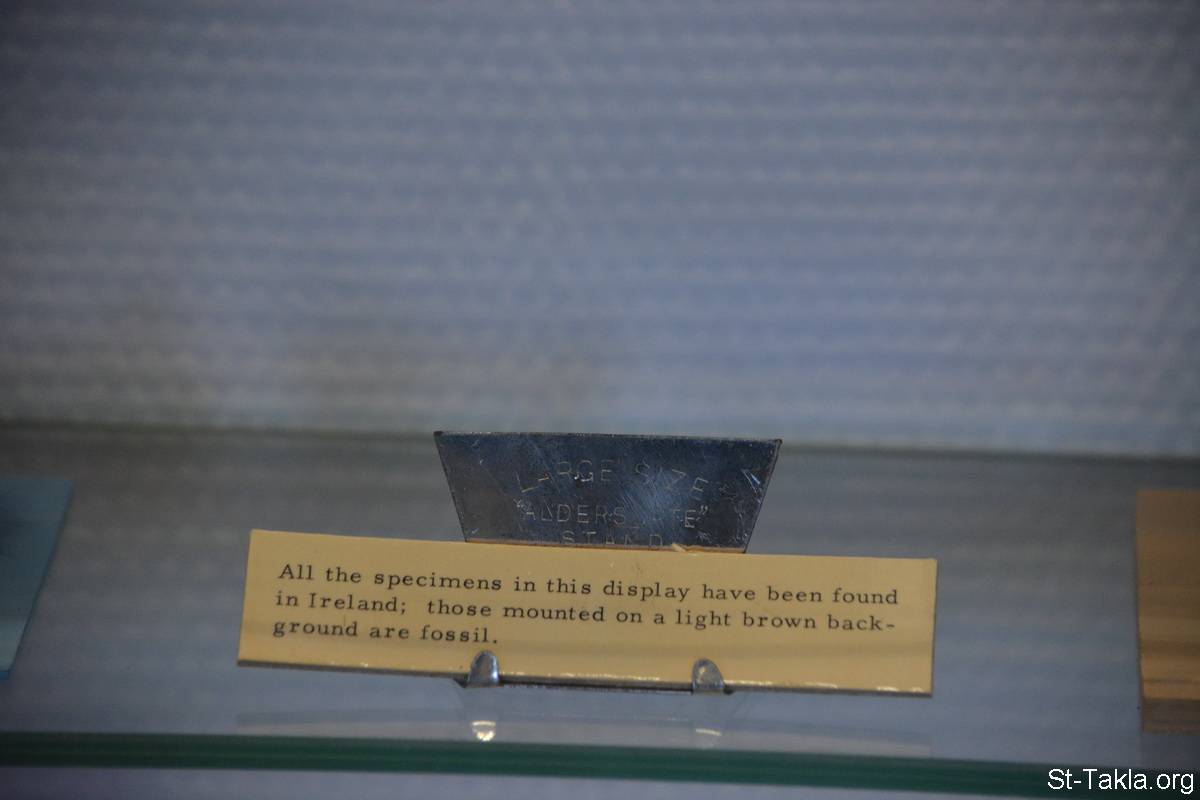 LARGE SIZE
STAND
All the specimens in this display have been found
in Ireland; those mounted on a light brown back-
ground are fossil.
St-Takla.org